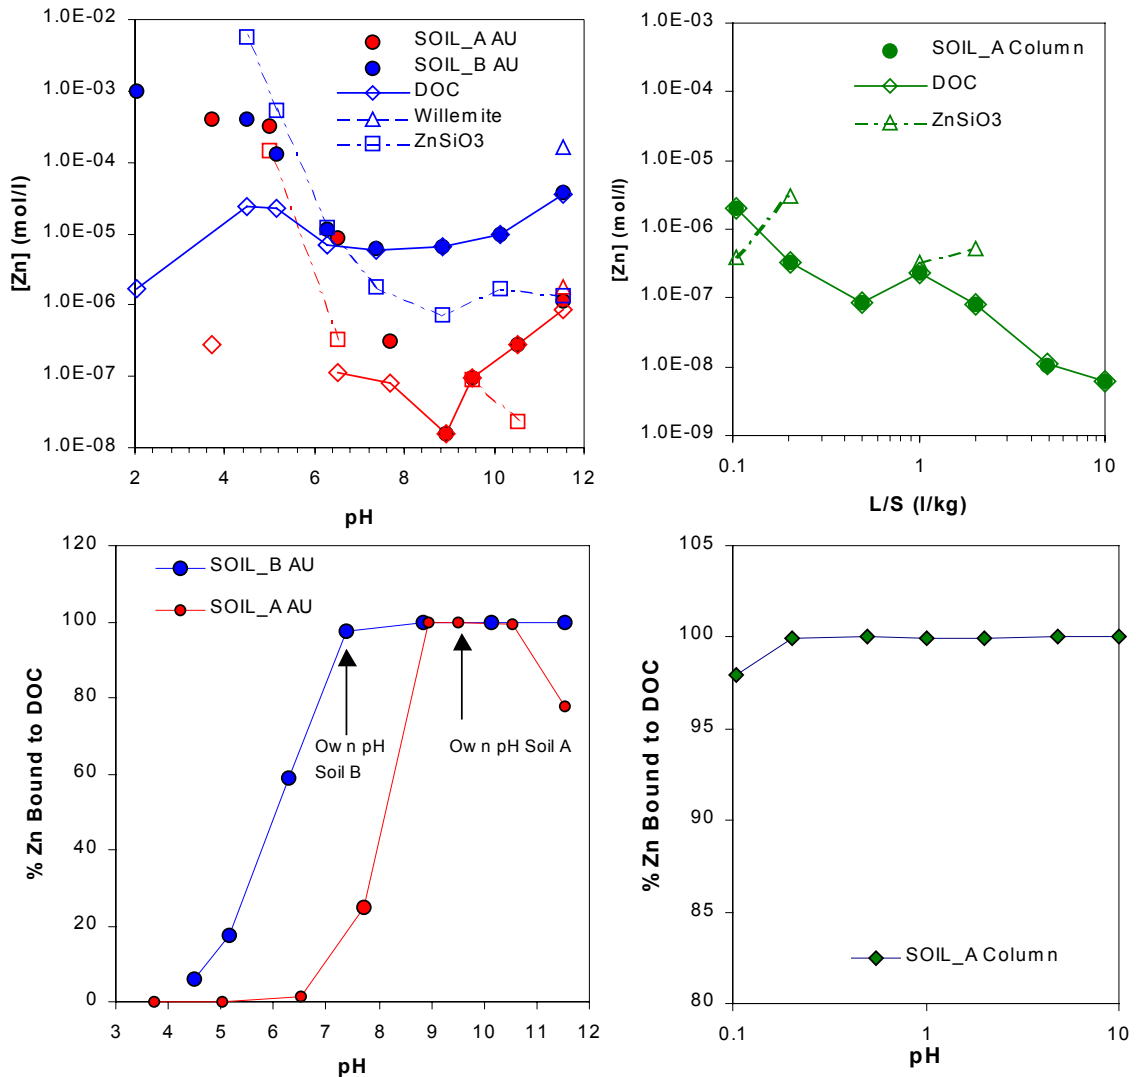 1.0E-02
1.0E-03
1.0E-04
1.0E-05
1.0E-06
1.0E-07
1.0E-08
[Zn] (mol/l)
SOIL_A AU
SOIL_B AU
DOC
Willemite
ZnSiO3
2 4 6 8 10 12
pH
1.0E-03
1.0E-04
1.0E-05
1.0E-06
1.0E-07
1.0E-08
1.0E-09
[Zn] (mol/l)
SOIL_A Column
DOC
ZnSiO3
0.1 1 10
L/S (l/kg)
120
100
80
60
40
20
0
% Zn Bound to DOC
SOIL_B AU
SOIL_A AU
Own pH
Soil B
Own pH Soil A
3 4 5 6 7 8 9 10 11 12
pH
105
100
95
90
85
80
% Zn Bound to DOC
SOIL_A Column
0.1 1 10
pH